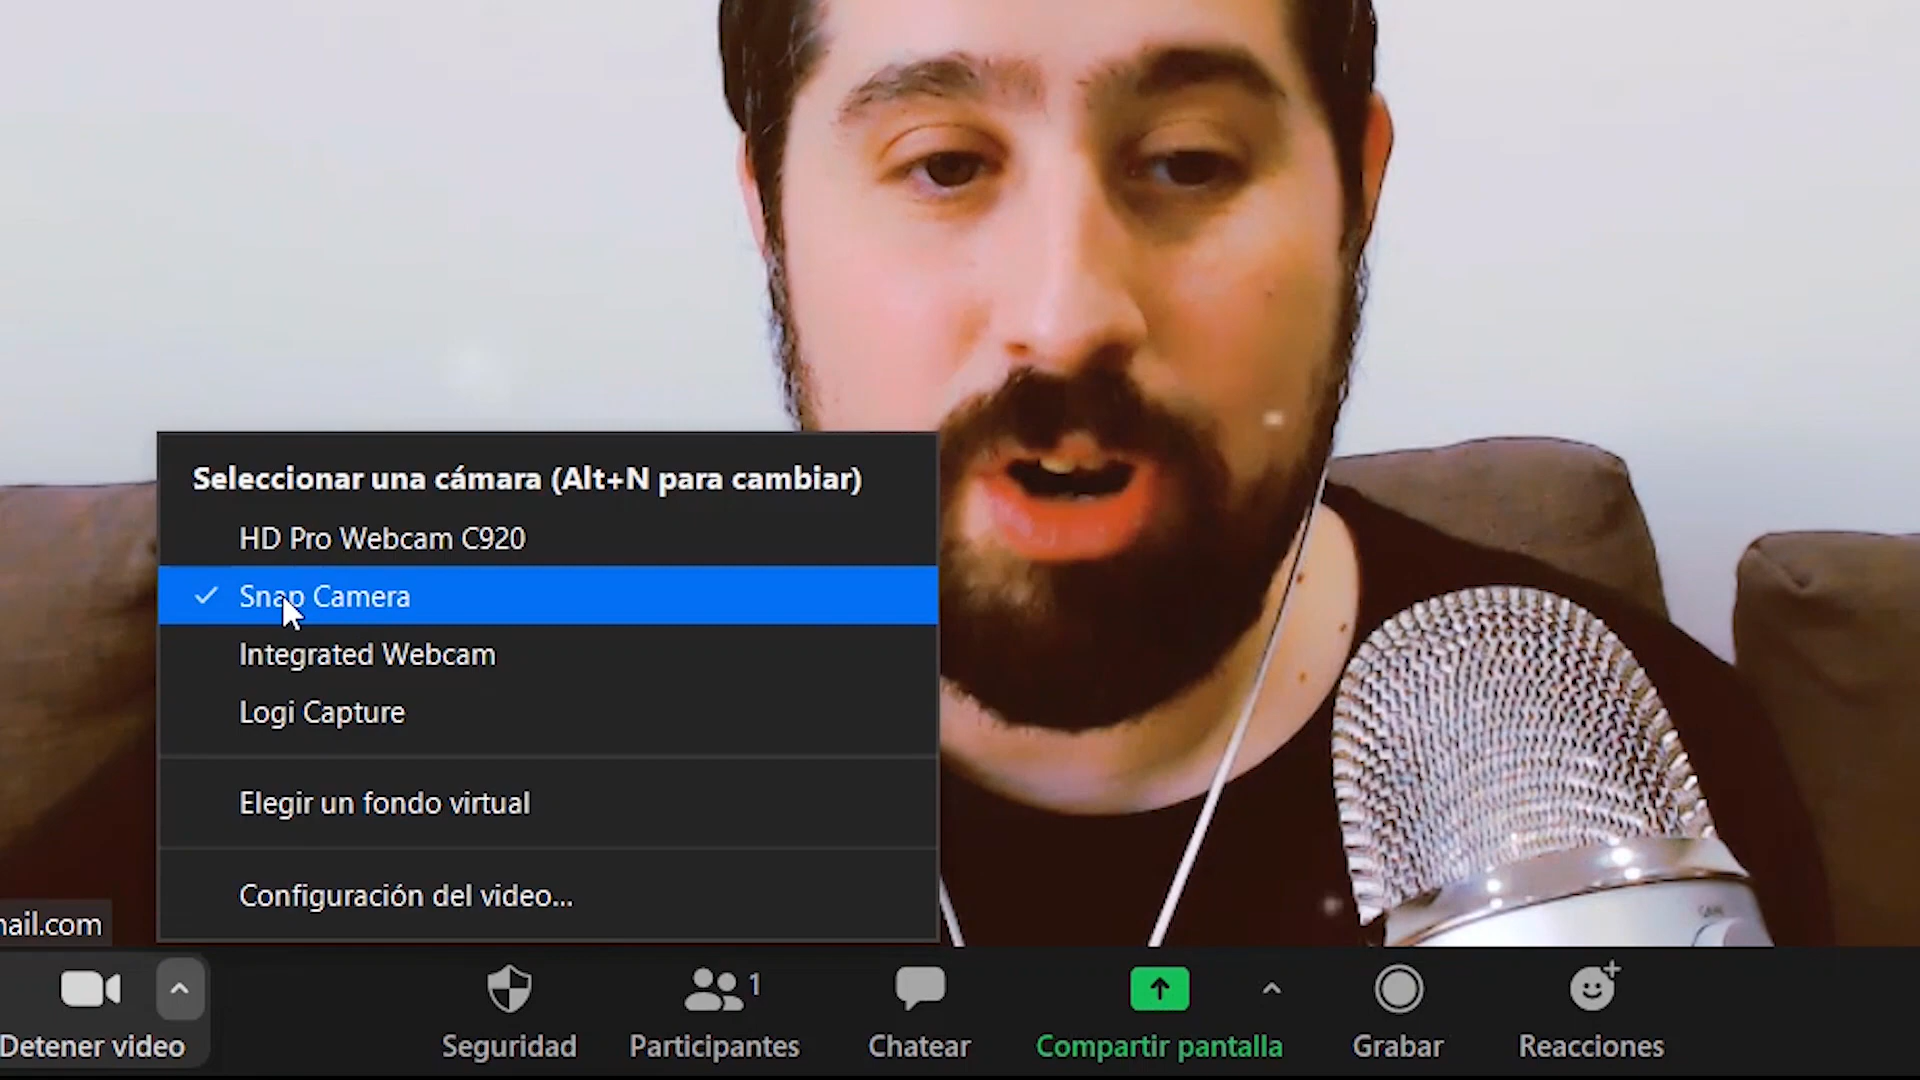 Seleccionar una cámara (Alt+N para cambiar)
HD Pro Webcam C920
Snap Camera
Integrated Webcam
Logi Capture
Elegir un fondo virtual
Configuración del video...
ail.com
1
Detener video
Seguridad
Participantes
Chatear
Compartir pantalla
Grabar
Reacciones